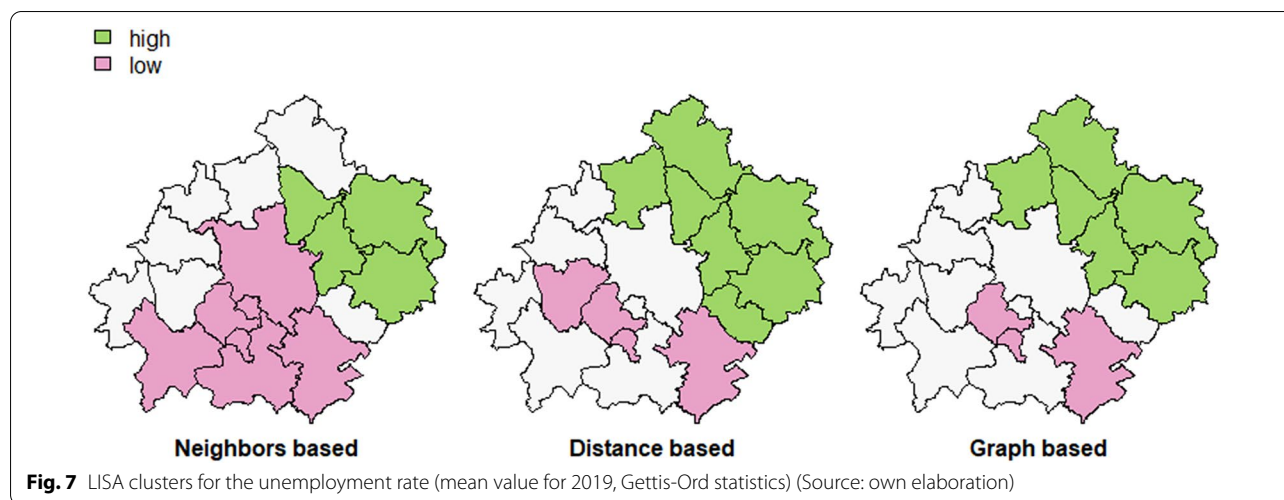 high
low
Neighbors based
Distance based
Graph based
Fig. 7 LISA clusters for the unemployment rate (mean value for 2019, Gettis-Ord statistics) (Source: own elaboration)